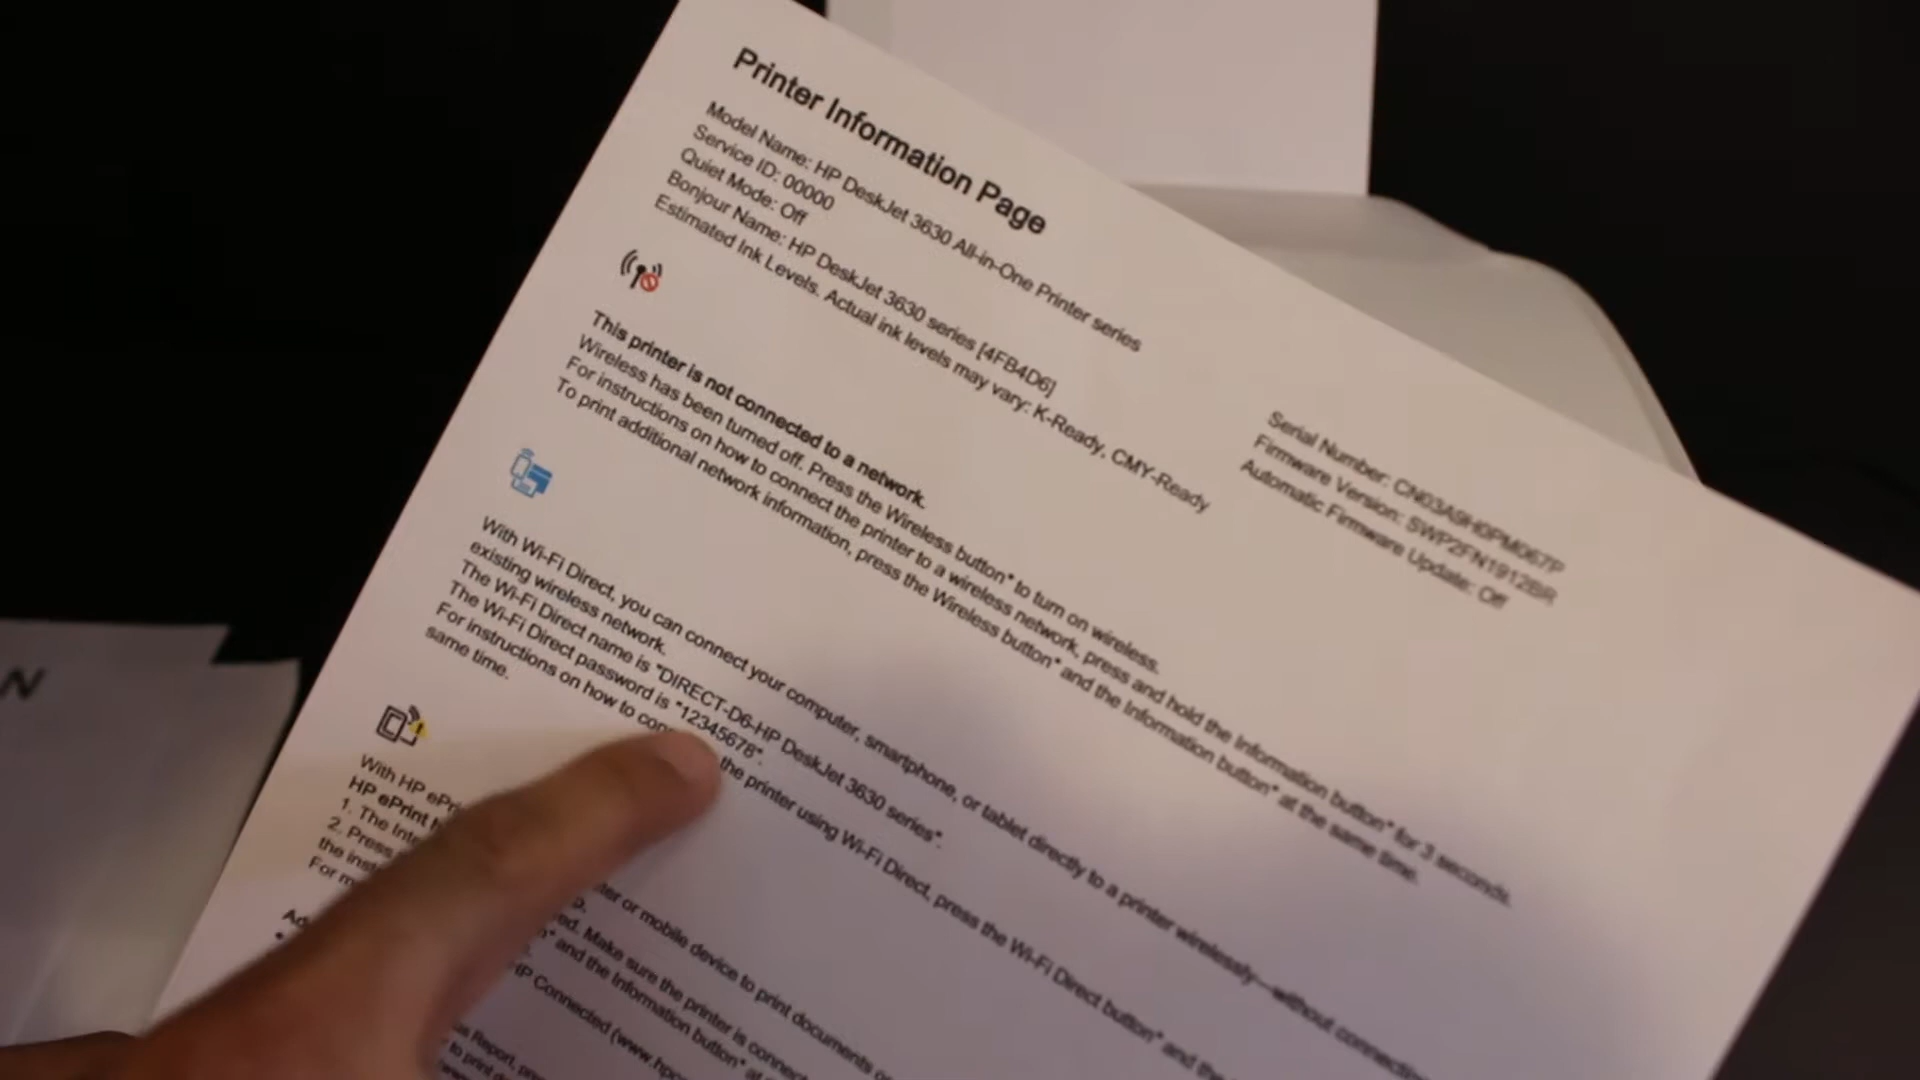 Printer Information Page
Model Name: HP DeskJet 3630 All-in-One Printer series
Service ID: 00000
Quiet Mode: Off
Bonjour Name: HP DeskJet 3630 series [4FB4D6]
Estimated Ink Levels. Actual ink levels may vary: K-Ready, CMY-Ready
Serial Number: CN03A9H0PM067P
Firmware Version: SWP2FN1912BR
Automatic Firmware Update: Off
This printer is not connected to a network.
Wireless has been turned off. Press the Wireless button* to turn on wireless.
For instructions on how to connect the printer to a wireless network, press and hold the Information button* for 3 seconds.
To print additional network information, press the Wireless button* and the Information button* at the same time.
With Wi-Fi Direct, you can connect your computer, smartphone, or tablet directly to a printer wirelessly—without connecting
existing wireless network.
The Wi-Fi Direct name is "DIRECT-D6-HP DeskJet 3630 series".
The Wi-Fi Direct password is "12345678".
For instructions on how to the printer using Wi-Fi Direct, press the Wi-Fi Direct button* and the
same time.
With HP or mobile device to print documents
HP ePrint
1. The Make sure the printer is
2. Press and the Information button*
the HP Connected
For
Report,
to print
N